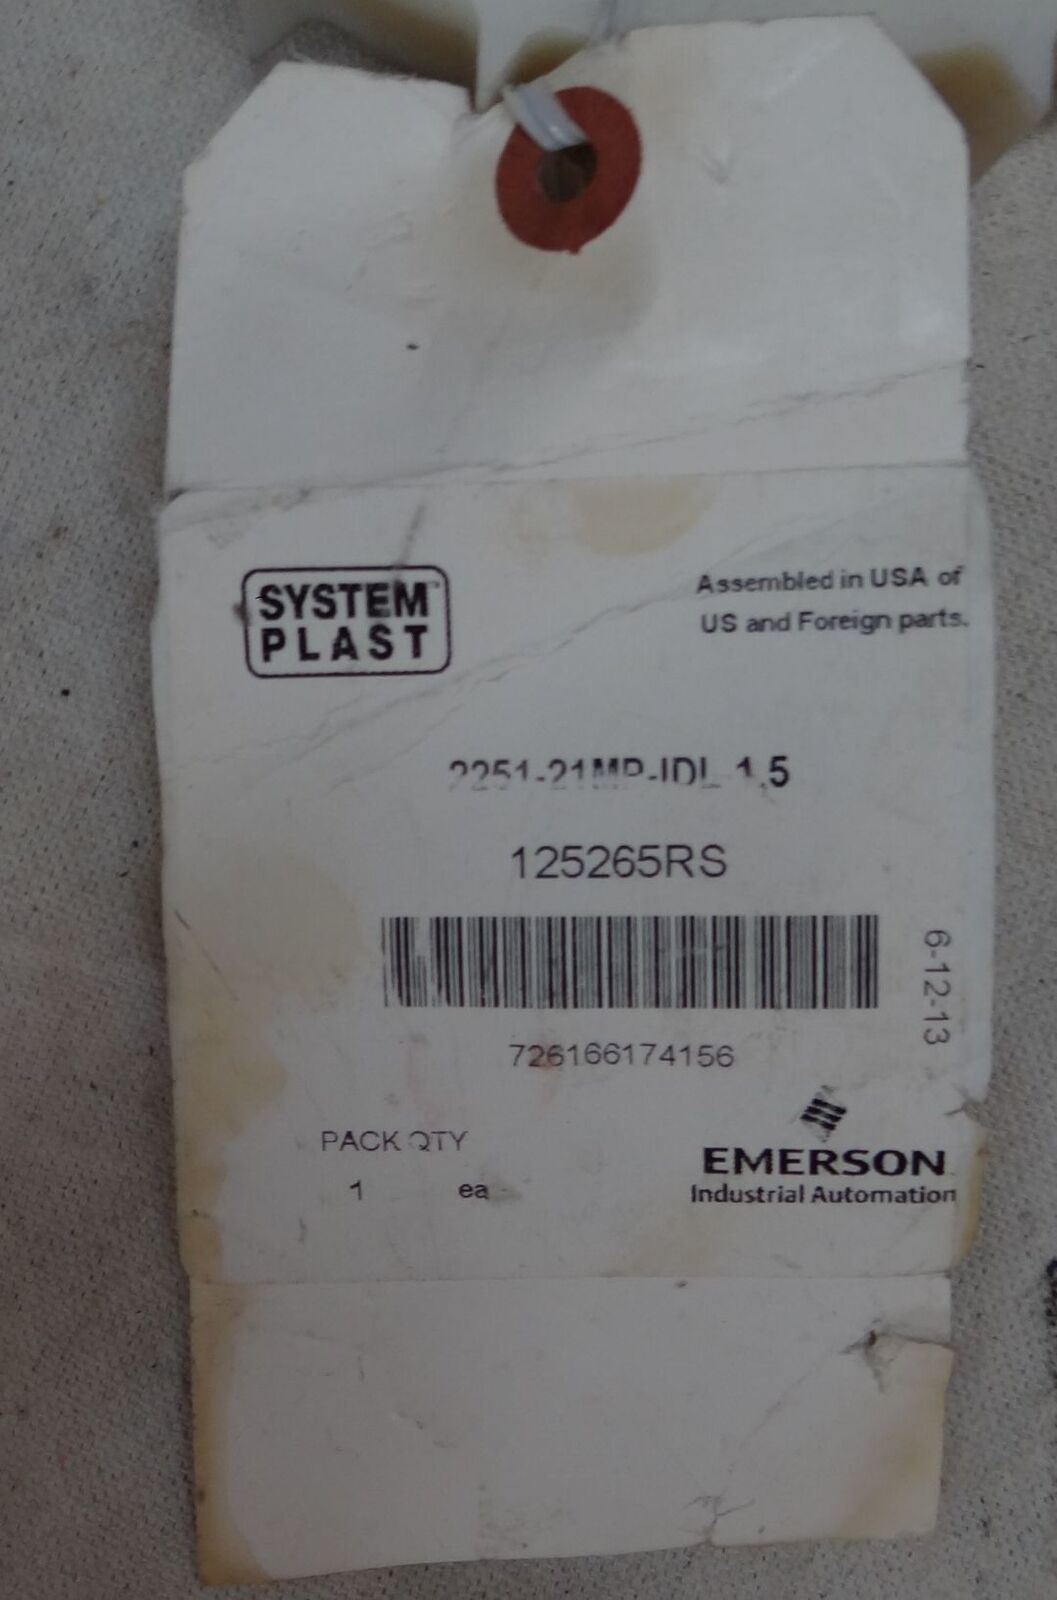 SYSTEM™
PLAST
Assembled in USA of
US and Foreign parts.
2251-21MP-IDL 1.5
125265RS
726166174156
6-12-13
PACK QTY
1 ea
EMERSON
Industrial Automation